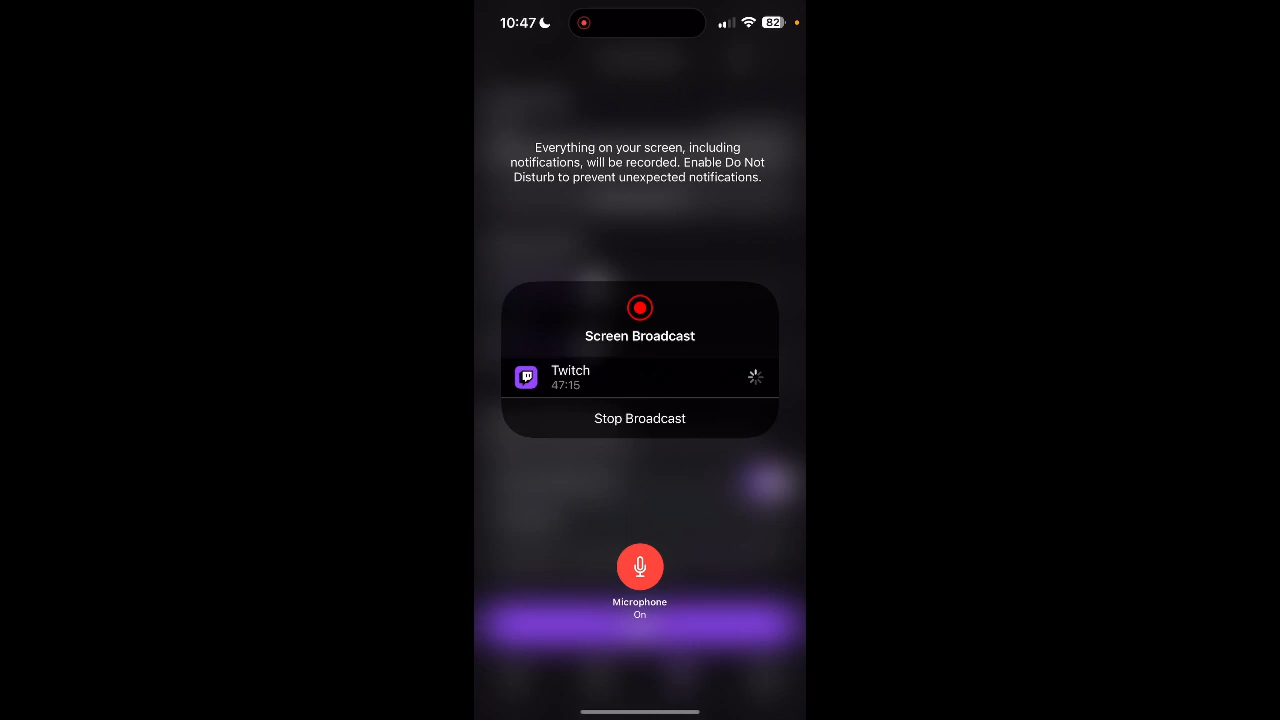 10:47
82
Everything on your screen, including
notifications, will be recorded. Enable Do Not
Disturb to prevent unexpected notifications.
Screen Broadcast
Twitch
47:15
Stop Broadcast
Microphone
On